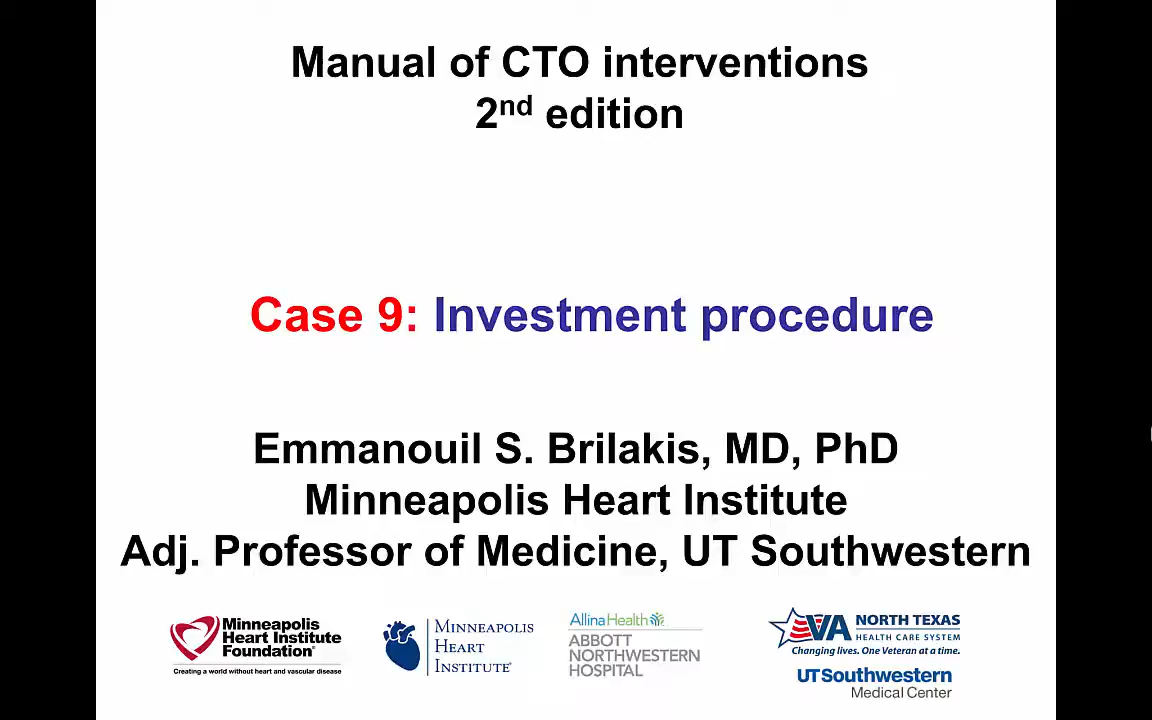 Manual of CTO interventions
2nd edition
Case 9: Investment procedure
Emmanouil S. Brilakis, MD, PhD
Minneapolis Heart Institute
Adj. Professor of Medicine, UT Southwestern
Minneapolis
Heart Institute
Foundation®
Creating a world without heart and vascular disease
MINNEAPOLIS
HEART
INSTITUTE®
AllinaHealth
ABBOTT
NORTHWESTERN
HOSPITAL
VA NORTH TEXAS
HEALTH CARE SYSTEM
Changing lives. One Veteran at a time.
UTSouthwestern
Medical Center